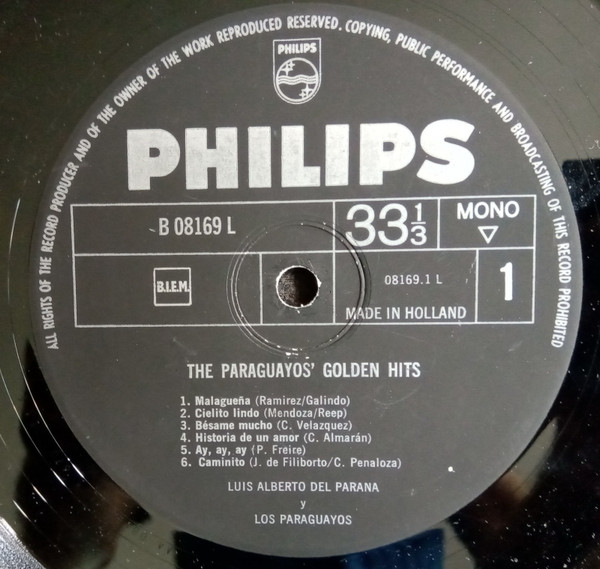 ALL RIGHTS OF THE RECORD PRODUCER AND OF THE OWNER OF THE WORK REPRODUCED RESERVED. COPYING, PUBLIC PERFORMANCE AND BROADCASTING OF THIS RECORD PROHIBITED
PHILIPS
PHILIPS
B 08169 L
33 1/3
MONO
▽
B.I.E.M.
08169.1 L
1
MADE IN HOLLAND
THE PARAGUAYOS' GOLDEN HITS
1. Malagueña (Ramirez/Galindo)
2. Cielito lindo (Mendoza/Reep)
3. Bésame mucho (C. Velazquez)
4. Historia de un amor (C. Almarán)
5. Ay, ay, ay (P. Freire)
6. Caminito (J. de Filiborto/C. Penaloza)
LUIS ALBERTO DEL PARANA
y
LOS PARAGUAYOS